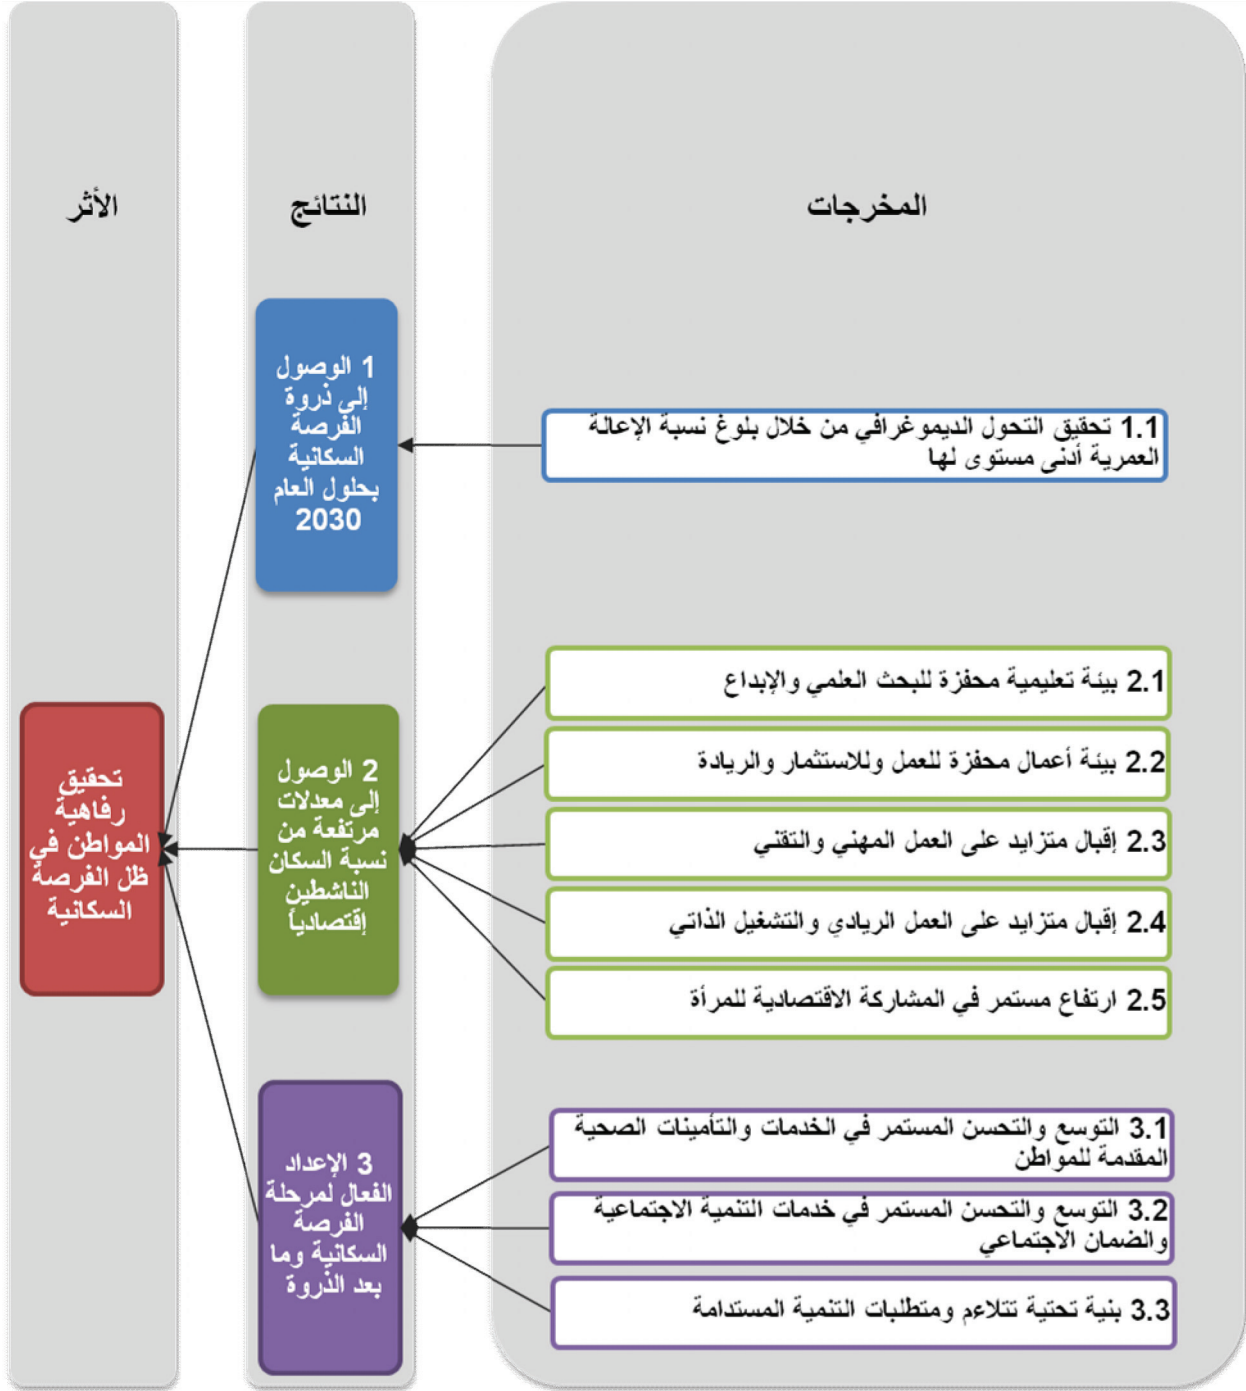 المخرجات
النتائج
الأثر
1.1 تحقيق التحول الديموغرافي من خلال بلوغ نسبة الإعالة
العمرية أدنى مستوى لها
2.1 بيئة تعليمية محفزة للبحث العلمي والإبداع
2.2 بيئة أعمال محفزة للعمل وللاستثمار والريادة
2.3 إقبال متزايد على العمل المهني والتقني
2.4 إقبال متزايد على العمل الريادي والتشغيل الذاتي
2.5 ارتفاع مستمر في المشاركة الاقتصادية للمرأة
3.1 التوسع والتحسن المستمر في الخدمات والتأمينات الصحية
المقدمة للمواطن
3.2 التوسع والتحسن المستمر في خدمات التنمية الاجتماعية
والضمان الاجتماعي
3.3 بنية تحتية تتلاءم ومتطلبات التنمية المستدامة
1 الوصول
إلى ذروة
الفرصة
السكانية
بحلول العام
2030
2 الوصول
إلى معدلات
مرتفعة من
نسبة السكان
الناشطين
إقتصادياً
3 الإعداد
الفعال لمرحلة
الفرصة
السكانية وما
بعد الذروة
تحقيق
رفاهية
المواطن في
ظل الفرصة
السكانية